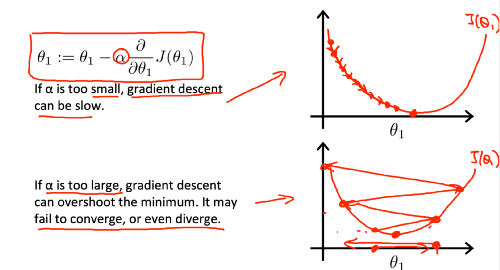 θ₁ := θ₁ − α ∂/∂θ₁ J(θ₁)
If α is too small, gradient descent
can be slow.
J(θ₁)
θ₁
If α is too large, gradient descent
can overshoot the minimum. It may
fail to converge, or even diverge.
J(θ₁)
θ₁